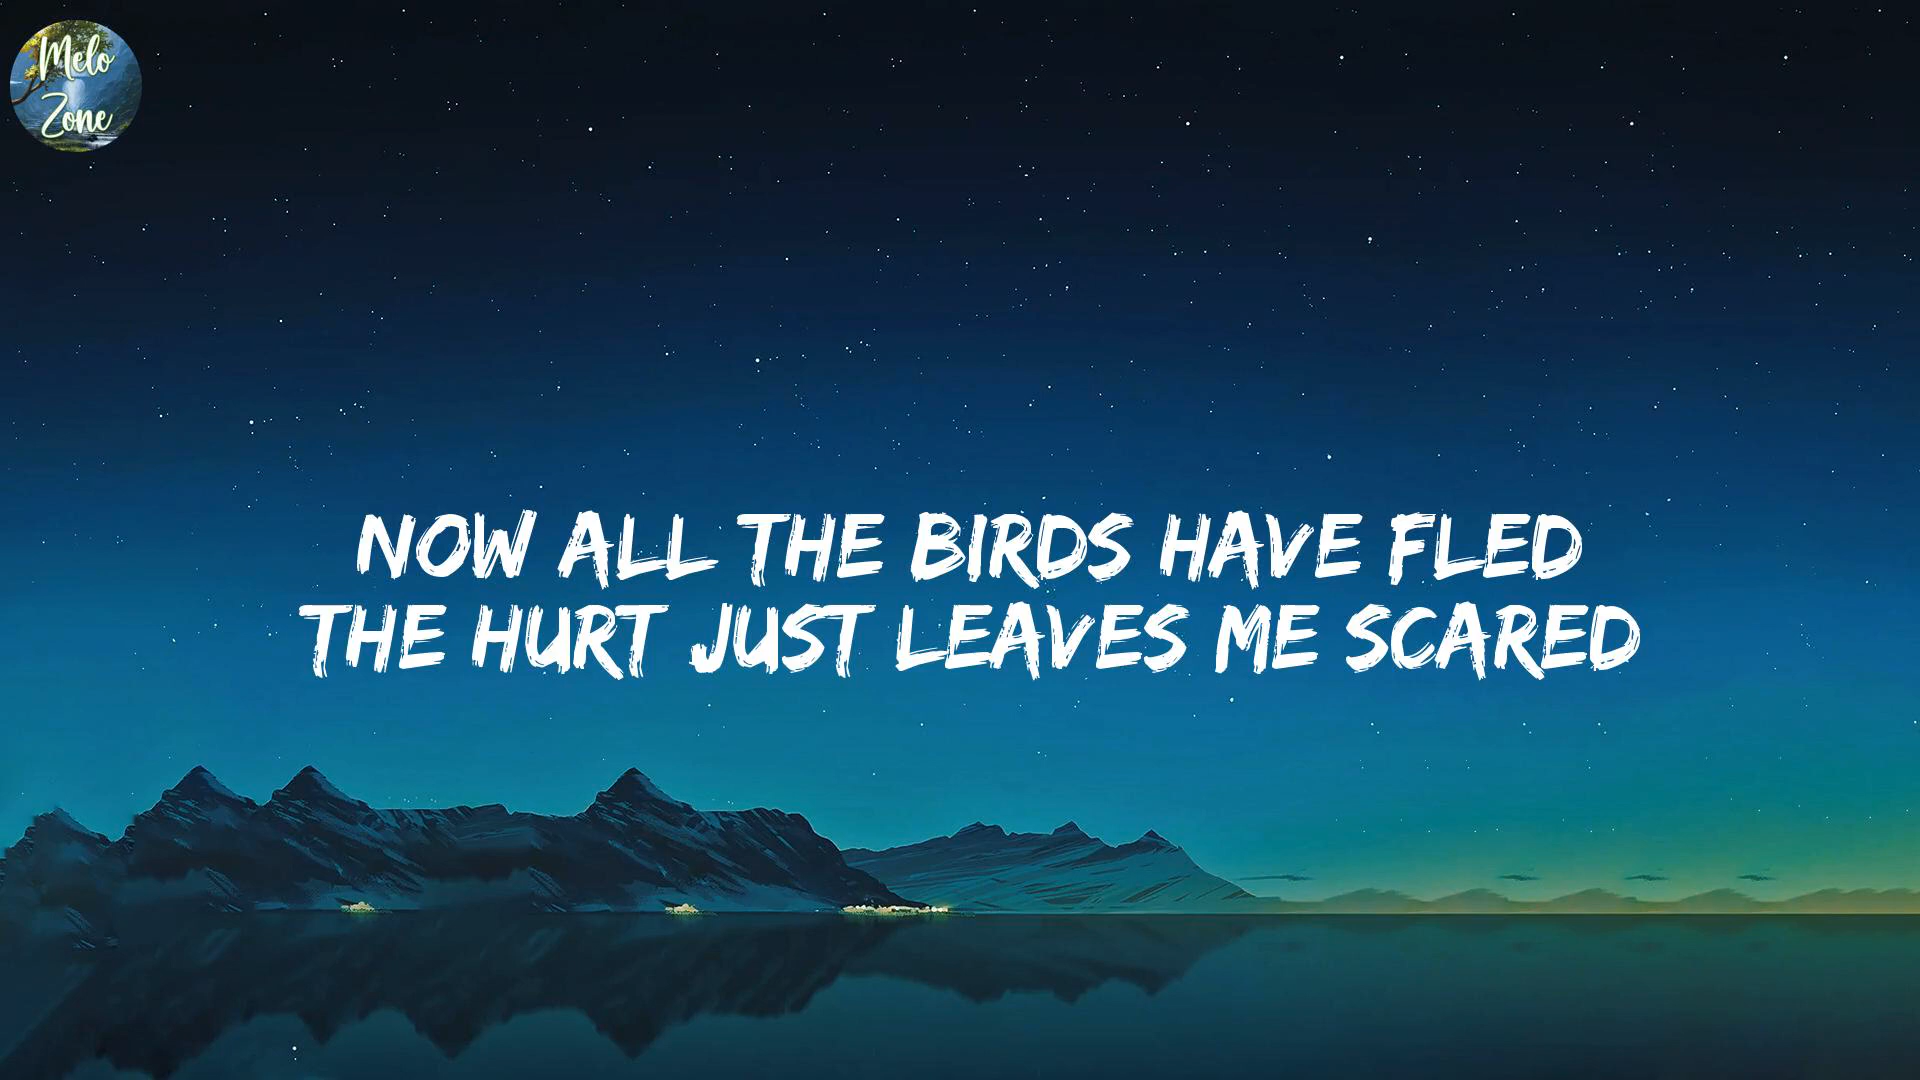 Melo
Zone
NOW ALL THE BIRDS HAVE FLED
THE HURT JUST LEAVES ME SCARED